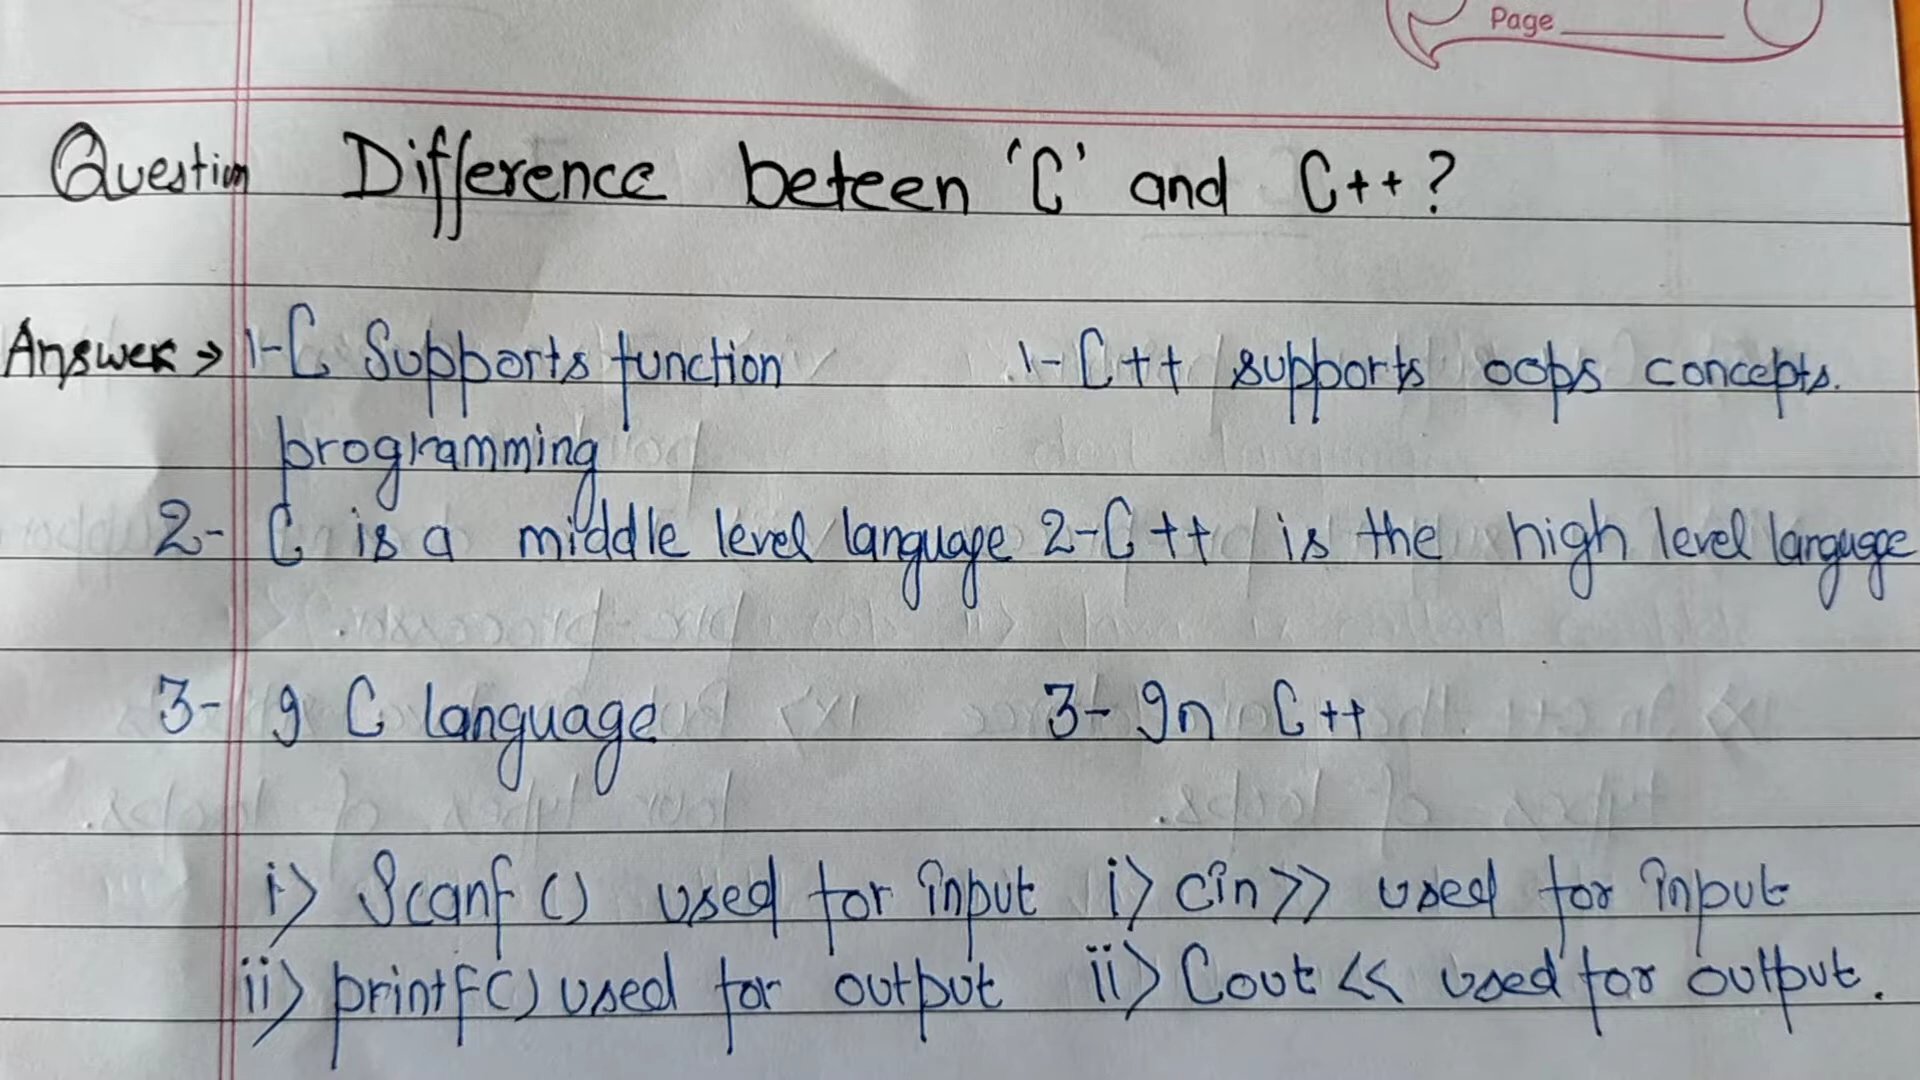 Page
Question Difference beteen 'C' and C++?
Answer → 1-C Supports function 1- C++ supports oops concepts.
programming
2- C is a middle level language 2-C++ is the high level language
3- I C language 3- In C++
i) Scanf () used for input i) cin>> used for input
ii) printf() used for output ii) Cout << used for output.